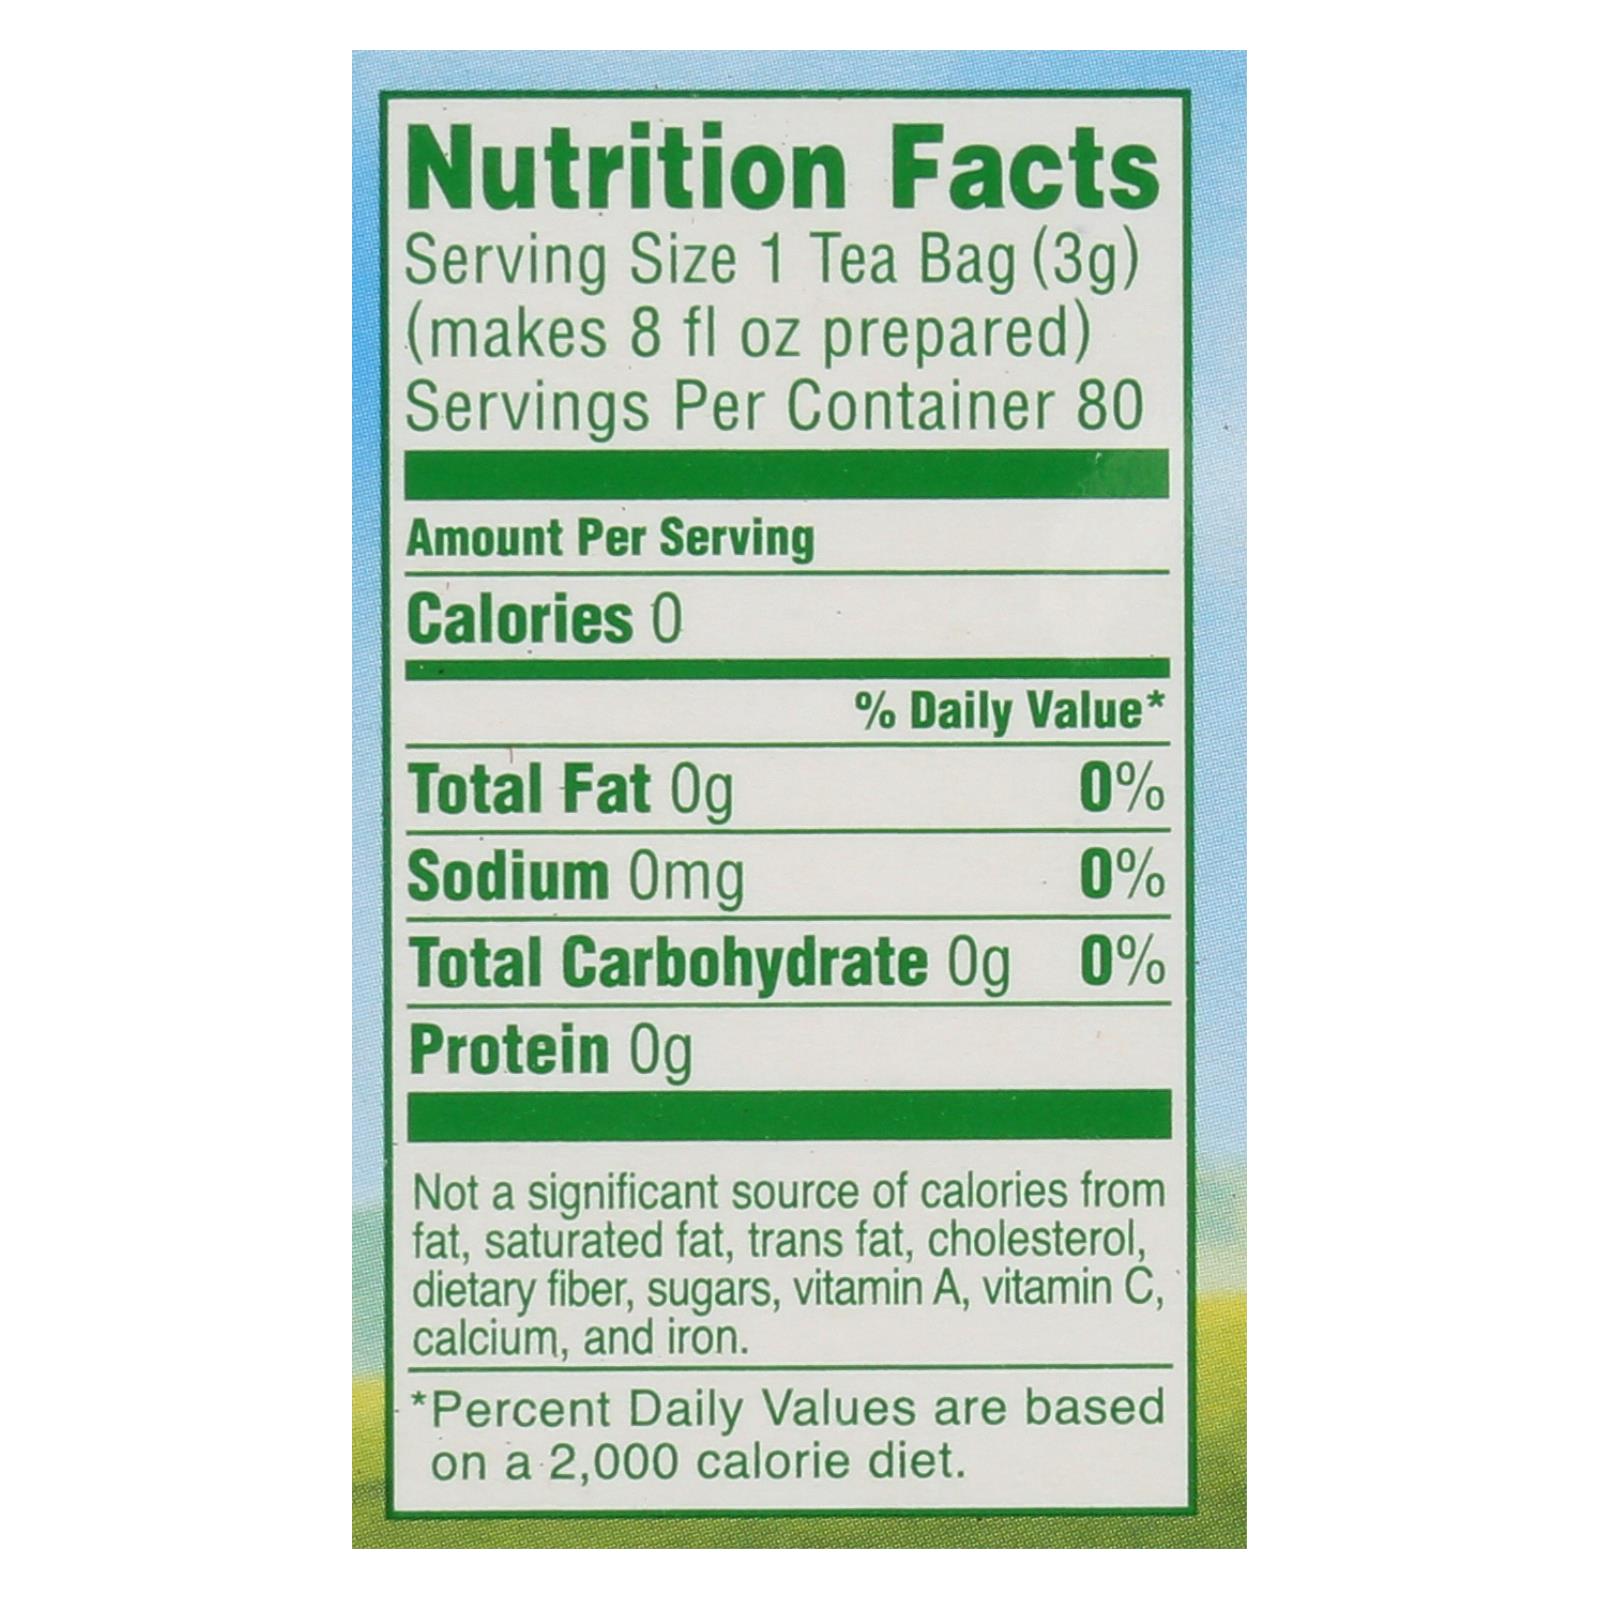 Nutrition Facts
Serving Size 1 Tea Bag (3g)
(makes 8 fl oz prepared)
Servings Per Container 80
Amount Per Serving
Calories 0
% Daily Value*
Total Fat 0g 0%
Sodium 0mg 0%
Total Carbohydrate 0g 0%
Protein 0g
Not a significant source of calories from
fat, saturated fat, trans fat, cholesterol,
dietary fiber, sugars, vitamin A, vitamin C,
calcium, and iron.
*Percent Daily Values are based
on a 2,000 calorie diet.